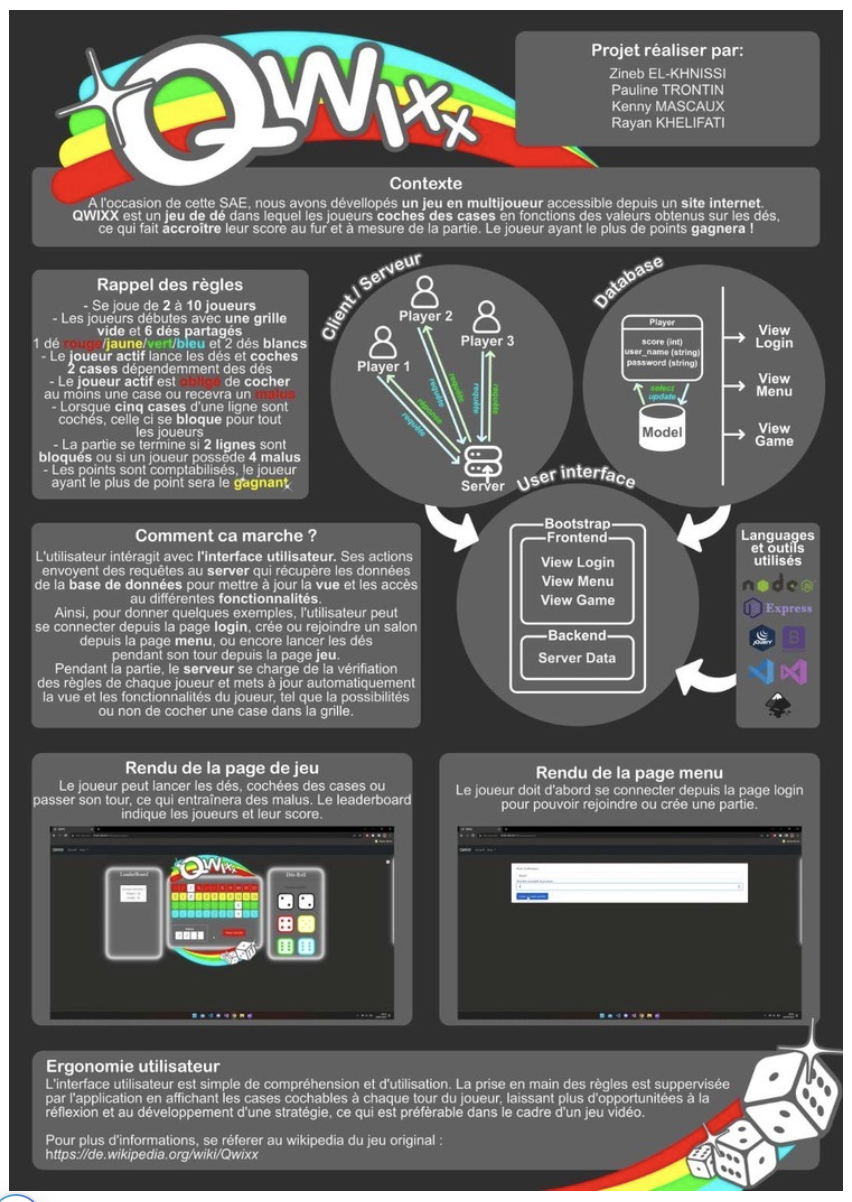 QWIXX
Projet réaliser par:
Zineb EL-KHNISSI
Pauline TRONTIN
Kenny MASCAUX
Rayan KHELIFATI
Contexte
A l'occasion de cette SAE, nous avons dévellopés un jeu en multijoueur accessible depuis un site internet.
QWIXX est un jeu de dé dans lequel les joueurs coches des cases en fonctions des valeurs obtenus sur les dés,
ce qui fait accroître leur score au fur et à mesure de la partie. Le joueur ayant le plus de points gagnera !
Rappel des règles
- Se joue de 2 à 10 joueurs
- Les joueurs débutes avec une grille
vide et 6 dés partagés
1 dé rouge/jaune/vert/bleu et 2 dés blancs
- Le joueur actif lance les dés et coches
2 cases dépendemment des dés
- Le joueur actif est obligé de cocher
au moins une case ou recevra un malus
- Lorsque cinq cases d'une ligne sont
cochés, celle ci se bloque pour tout
les joueurs
- La partie se termine si 2 lignes sont
bloqués ou si un joueur possède 4 malus
- Les points sont comptabilisés, le joueur
ayant le plus de point sera le gagnant
Client / Serveur
Player 1
Player 2
Player 3
requête
réponse
requête
requête
requête
requête
Server
Database
Player
score (int)
user_name (string)
password (string)
select
update
Model
View
Login
View
Menu
View
Game
User interface
Bootstrap
Frontend
View Login
View Menu
View Game
Backend
Server Data
Languages
et outils
utilisés
node
Express
jQuery
B
Comment ca marche ?
L'utilisateur intéragit avec l'interface utilisateur. Ses actions
envoyent des requêtes au server qui récupère les données
de la base de données pour mettre à jour la vue et les accès
au différentes fonctionnalités.
Ainsi, pour donner quelques exemples, l'utilisateur peut
se connecter depuis la page login, crée ou rejoindre un salon
depuis la page menu, ou encore lancer les dés
pendant son tour depuis la page jeu.
Pendant la partie, le serveur se charge de la vérfiation
des règles de chaque joueur et mets à jour automatiquement
la vue et les fonctionnalités du joueur, tel que la possibilités
ou non de cocher une case dans la grille.
Rendu de la page de jeu
Le joueur peut lancer les dés, cochées des cases ou
passer son tour, ce qui entraînera des malus. Le leaderboard
indique les joueurs et leur score.
LeaderBoard
QWIXX
Dés Roll
Rendu de la page menu
Le joueur doit d'abord se connecter depuis la page login
pour pouvoir rejoindre ou crée une partie.
Ergonomie utilisateur
L'interface utilisateur est simple de compréhension et d'utilisation. La prise en main des règles est suppervisée
par l'application en affichant les cases cochables à chaque tour du joueur, laissant plus d'opportunitées à la
réflexion et au développement d'une stratégie, ce qui est préfèrable dans le cadre d'un jeu vidéo.
Pour plus d'informations, se réferer au wikipedia du jeu original :
https://de.wikipedia.org/wiki/Qwixx